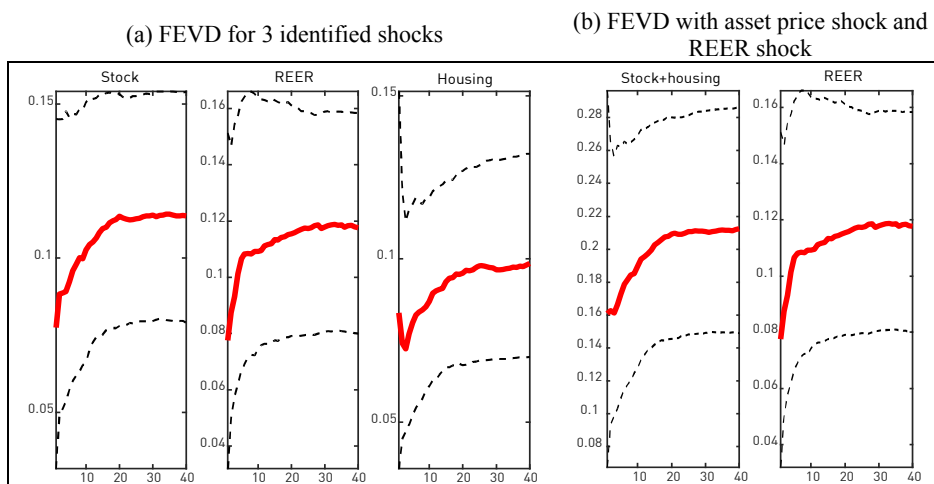 (a) FEVD for 3 identified shocks
(b) FEVD with asset price shock and
REER shock
Stock
REER
Housing
Stock+housing
REER
0.15
0.1
0.05
10 20 30 40
0.16
0.14
0.12
0.1
0.08
0.06
0.04
10 20 30 40
0.15
0.1
0.05
10 20 30 40
0.28
0.26
0.24
0.22
0.2
0.18
0.16
0.14
0.12
0.1
0.08
10 20 30 40
0.16
0.14
0.12
0.1
0.08
0.06
0.04
10 20 30 40